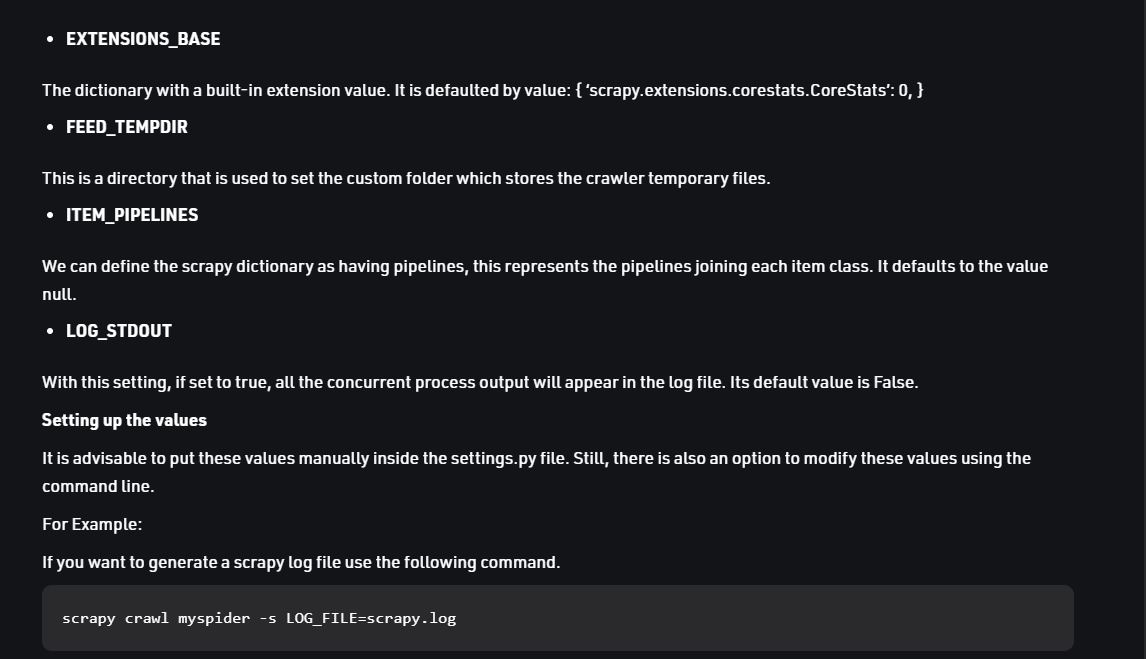 • EXTENSIONS_BASE
The dictionary with a built-in extension value. It is defaulted by value: { ‘scrapy.extensions.corestats.CoreStats’: 0, }
• FEED_TEMPDIR
This is a directory that is used to set the custom folder which stores the crawler temporary files.
• ITEM_PIPELINES
We can define the scrapy dictionary as having pipelines, this represents the pipelines joining each item class. It defaults to the value
null.
• LOG_STDOUT
With this setting, if set to true, all the concurrent process output will appear in the log file. Its default value is False.
Setting up the values
It is advisable to put these values manually inside the settings.py file. Still, there is also an option to modify these values using the
command line.
For Example:
If you want to generate a scrapy log file use the following command.
scrapy crawl myspider -s LOG_FILE=scrapy.log